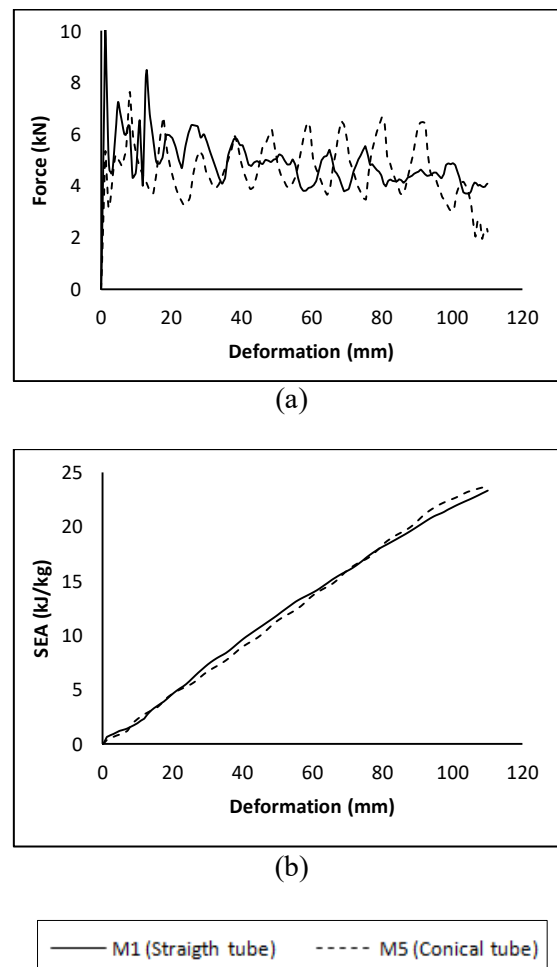 10
8
6
4
2
0
Force (kN)
0 20 40 60 80 100 120
Deformation (mm)
(a)
25
20
15
10
5
0
SEA (kJ/kg)
0 20 40 60 80 100 120
Deformation (mm)
(b)
M1 (Straigth tube) M5 (Conical tube)